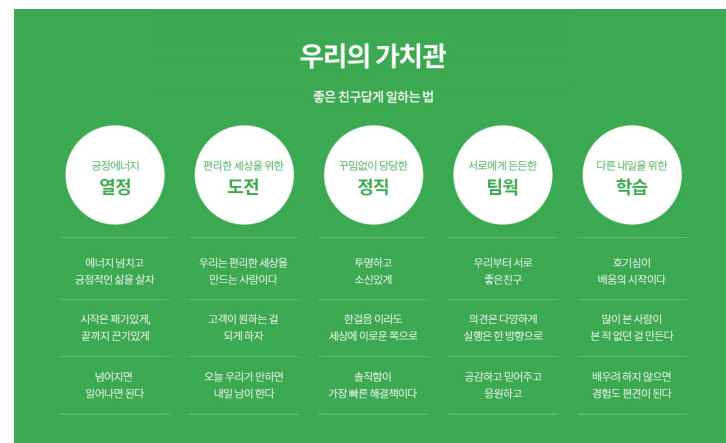 우리의 가치관
좋은 친구답게 일하는 법
긍정에너지
열정
에너지 넘치고
긍정적인 삶을 살자
시작은 패기있게,
끝까지 끈기있게
넘어지면
일어나면 된다
편리한 세상을 위한
도전
우리는 편리한 세상을
만드는 사람이다
고객이 원하는 걸
되게 하자
오늘 우리가 안하면
내일 남이 한다
꾸밈없이 당당한
정직
투명하고
소신있게
한걸음 이라도
세상에 이로운 쪽으로
솔직함이
가장 빠른 해결책이다
서로에게 든든한
팀웍
우리부터 서로
좋은친구
의견은 다양하게
실행은 한 방향으로
공감하고 믿어주고
응원하고
다른 내일을 위한
학습
호기심이
배움의 시작이다
많이 본 사람이
본 적 없던 걸 만든다
배우려 하지 않으면
경험도 편견이 된다